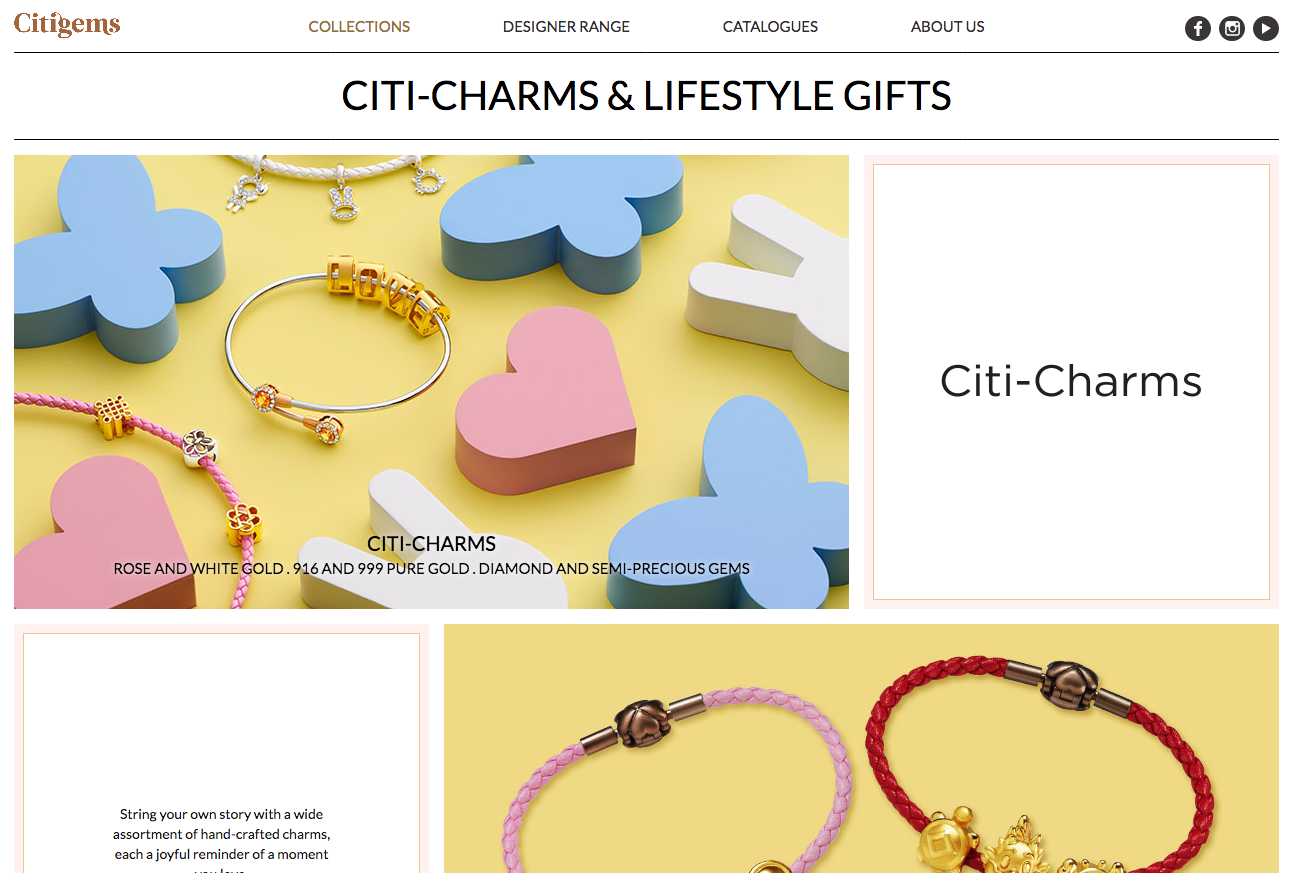 Citigems
COLLECTIONS
DESIGNER RANGE
CATALOGUES
ABOUT US
CITI-CHARMS & LIFESTYLE GIFTS
LOVE
CITI-CHARMS
ROSE AND WHITE GOLD . 916 AND 999 PURE GOLD . DIAMOND AND SEMI-PRECIOUS GEMS
Citi-Charms
String your own story with a wide
assortment of hand-crafted charms,
each a joyful reminder of a moment
you love